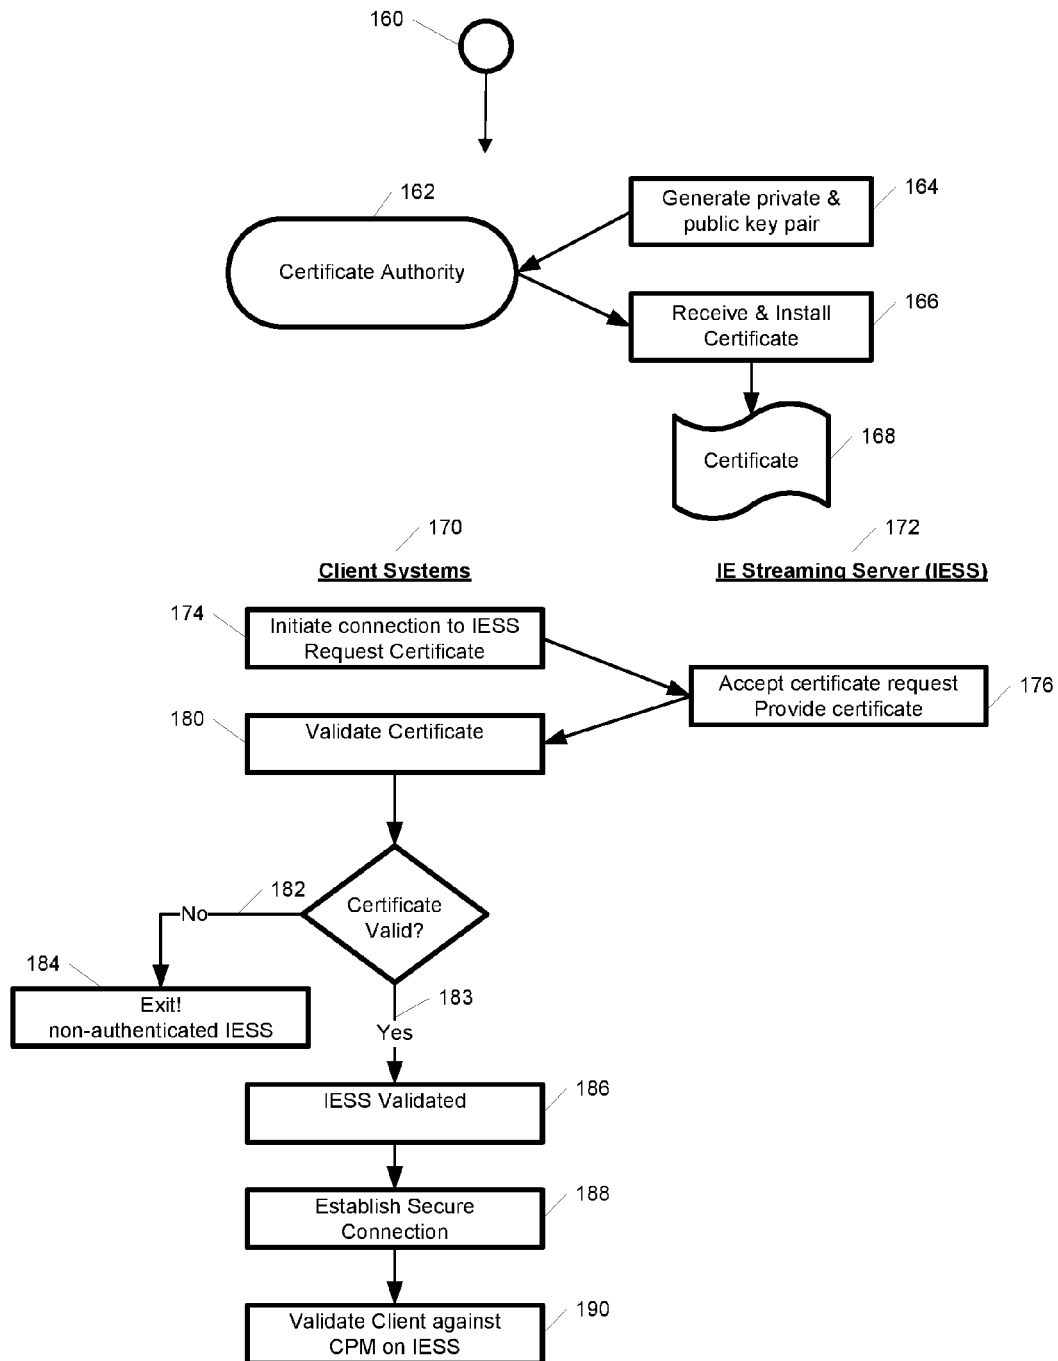 160
162
164
Generate private &
public key pair
Certificate Authority
166
Receive & Install
Certificate
168
Certificate
170
172
Client Systems
IE Streaming Server (IESS)
174
Initiate connection to IESS
Request Certificate
Accept certificate request
Provide certificate
176
180
Validate Certificate
182
No
Certificate
Valid?
184
183
Exit!
non-authenticated IESS
Yes
186
IESS Validated
188
Establish Secure
Connection
190
Validate Client against
CPM on IESS